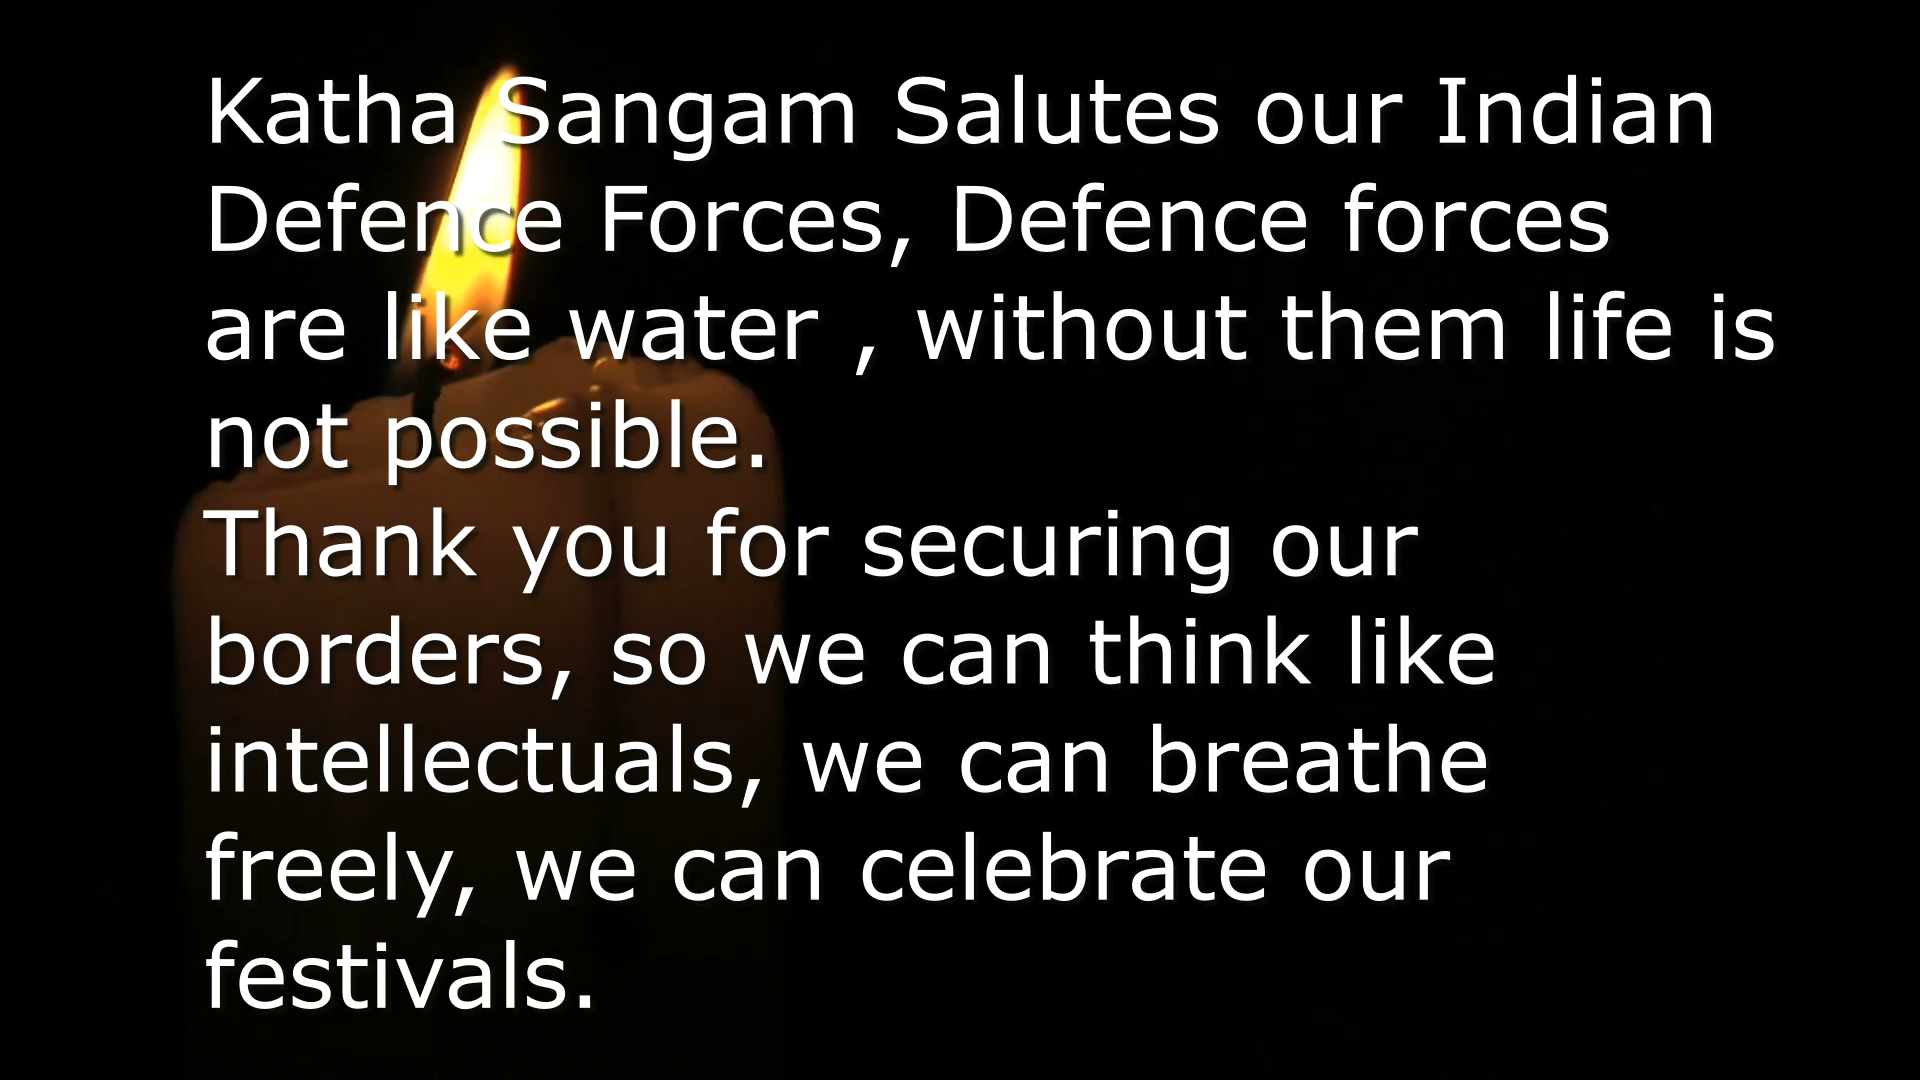 Katha Sangam Salutes our Indian
Defence Forces, Defence forces
are like water , without them life is
not possible.
Thank you for securing our
borders, so we can think like
intellectuals, we can breathe
freely, we can celebrate our
festivals.